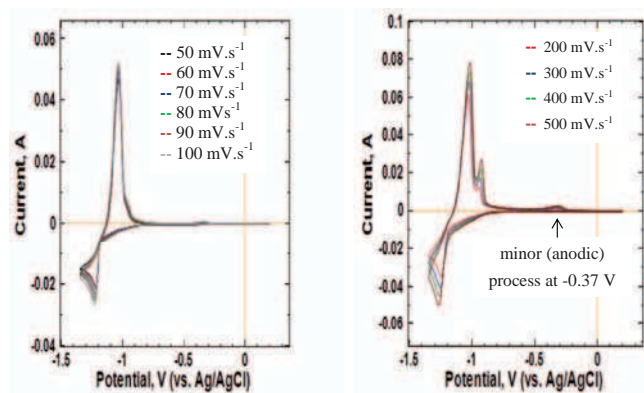 0.06
0.04
0.02
0
-0.02
-0.04
Current, A
50 mV.s-1
60 mV.s-1
70 mV.s-1
80 mVs-1
90 mV.s-1
100 mV.s-1
-1.5
-1
-0.5
0
Potential, V (vs. Ag/AgCl)
0.1
0.08
0.06
0.04
0.02
0
-0.02
-0.04
-0.06
Current, A
200 mV.s-1
300 mV.s-1
400 mV.s-1
500 mV.s-1
minor (anodic)
process at -0.37 V
-1.5
-1
-0.5
0
Potential, V (vs. Ag/AgCl)